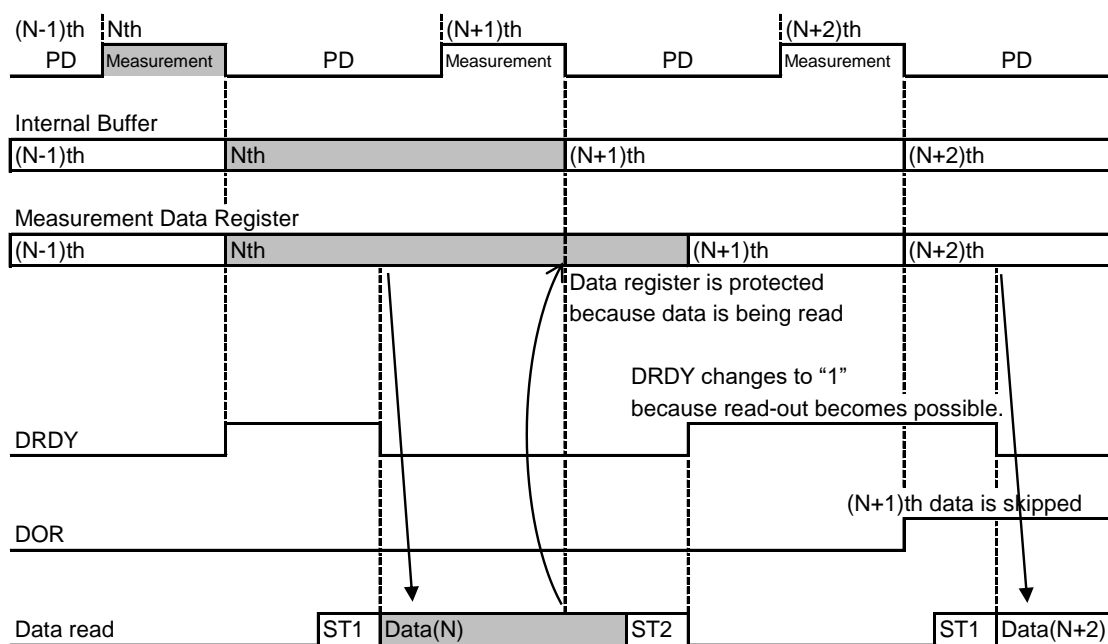 (N-1)th Nth (N+1)th (N+2)th
PD Measurement PD Measurement PD Measurement PD
Internal Buffer
(N-1)th Nth (N+1)th (N+2)th
Measurement Data Register
(N-1)th Nth (N+1)th (N+2)th
Data register is protected
because data is being read
DRDY changes to “1”
because read-out becomes possible.
DRDY
(N+1)th data is skipped
DOR
Data read ST1 Data(N) ST2 ST1 Data(N+2)